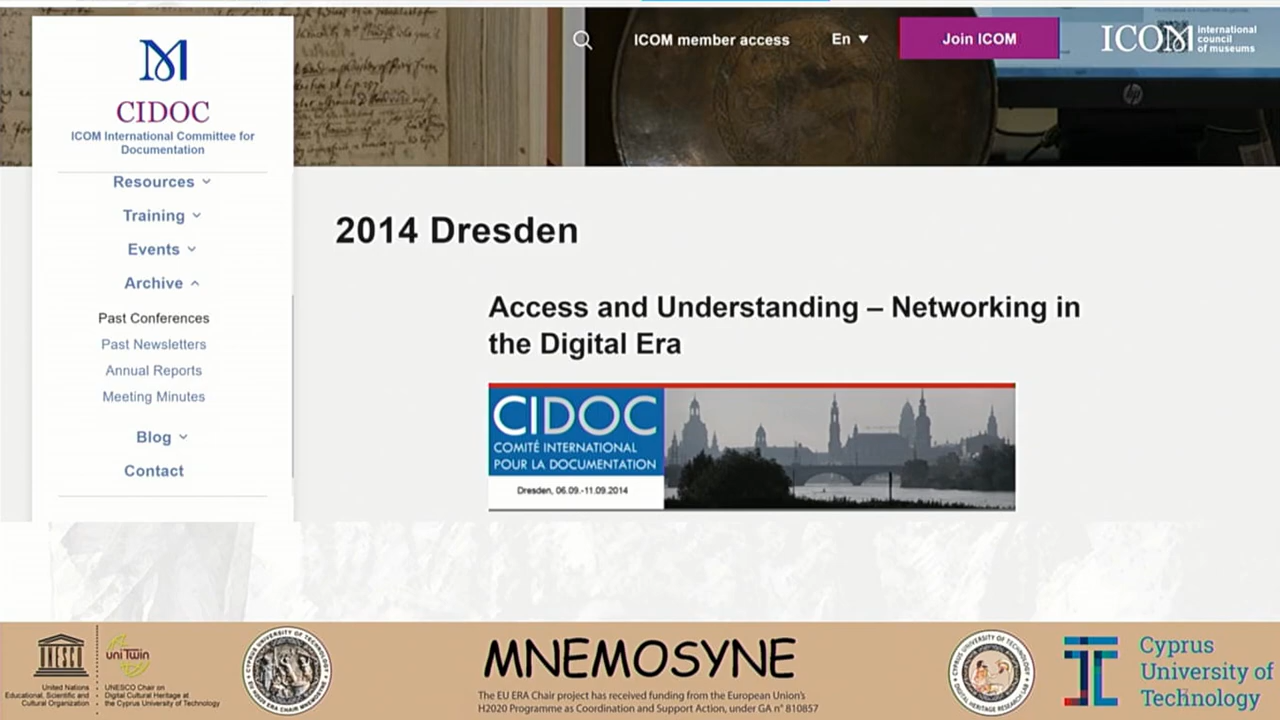 CIDOC
ICOM International Committee for
Documentation
Resources
Training
Events
Archive
Past Conferences
Past Newsletters
Annual Reports
Meeting Minutes
Blog
Contact
ICOM member access
En
Join ICOM
ICOM international
council
of museums
hp
2014 Dresden
Access and Understanding – Networking in
the Digital Era
CIDOC
COMITÉ INTERNATIONAL
POUR LA DOCUMENTATION
Dresden, 06.09.-11.09.2014
UNESCO
United Nations
Educational, Scientific and
Cultural Organization
uniTwin
UNESCO Chair on
Digital Cultural Heritage at
the Cyprus University of Technology
MNEMOSYNE
The EU ERA Chair project has received funding from the European Union's
H2020 Programme as Coordination and Support Action, under GA n° 810857
Cyprus
University of
Technology